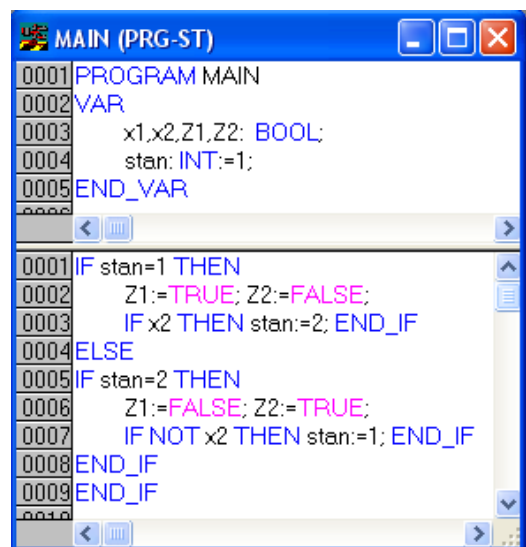 MAIN (PRG-ST)
0001 PROGRAM MAIN
0002 VAR
0003 x1,x2,Z1,Z2: BOOL;
0004 stan: INT:=1;
0005 END_VAR
0001 IF stan=1 THEN
0002 Z1:=TRUE; Z2:=FALSE;
0003 IF x2 THEN stan:=2; END_IF
0004 ELSE
0005 IF stan=2 THEN
0006 Z1:=FALSE; Z2:=TRUE;
0007 IF NOT x2 THEN stan:=1; END_IF
0008 END_IF
0009 END_IF